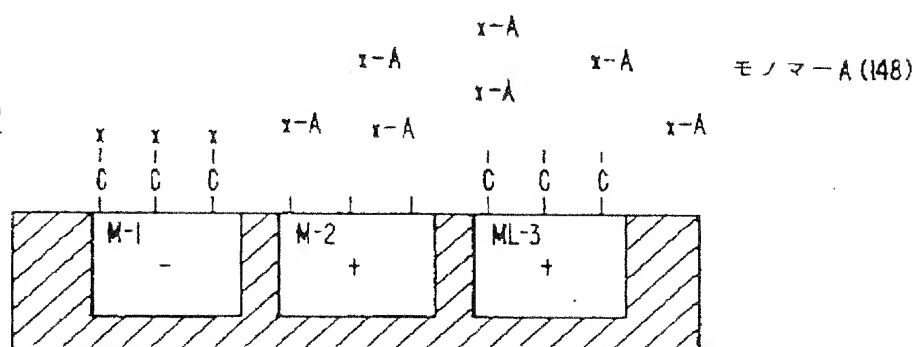 x-A
x-A x-A モノマーA(148)
x-A
x x x x-A x-A x-A
C C C C C C
M-1 M-2 ML-3
- + +